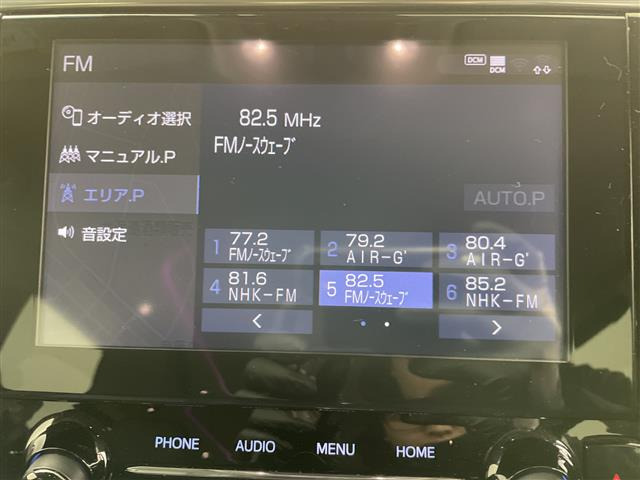 FM
DCM
DCM
オーディオ選択
マニュアル.P
エリア.P
音設定
82.5 MHz
FMノースウェーブ
AUTO.P
1 77.2 FMノースウェーブ
2 79.2 AIR-G'
3 80.4 AIR-G'
4 81.6 NHK-FM
5 82.5 FMノースウェーブ
6 85.2 NHK-FM
< >
PHONE AUDIO MENU HOME